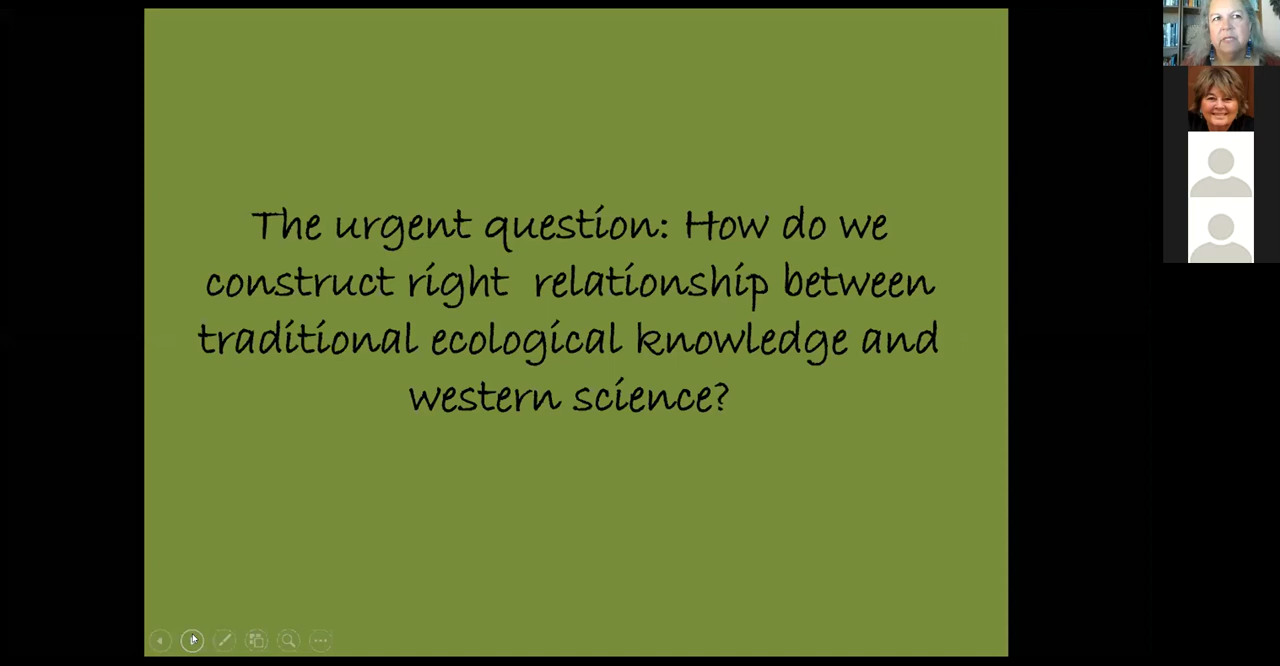 The urgent question: How do we
construct right  relationship between
traditional ecological knowledge and
western science?